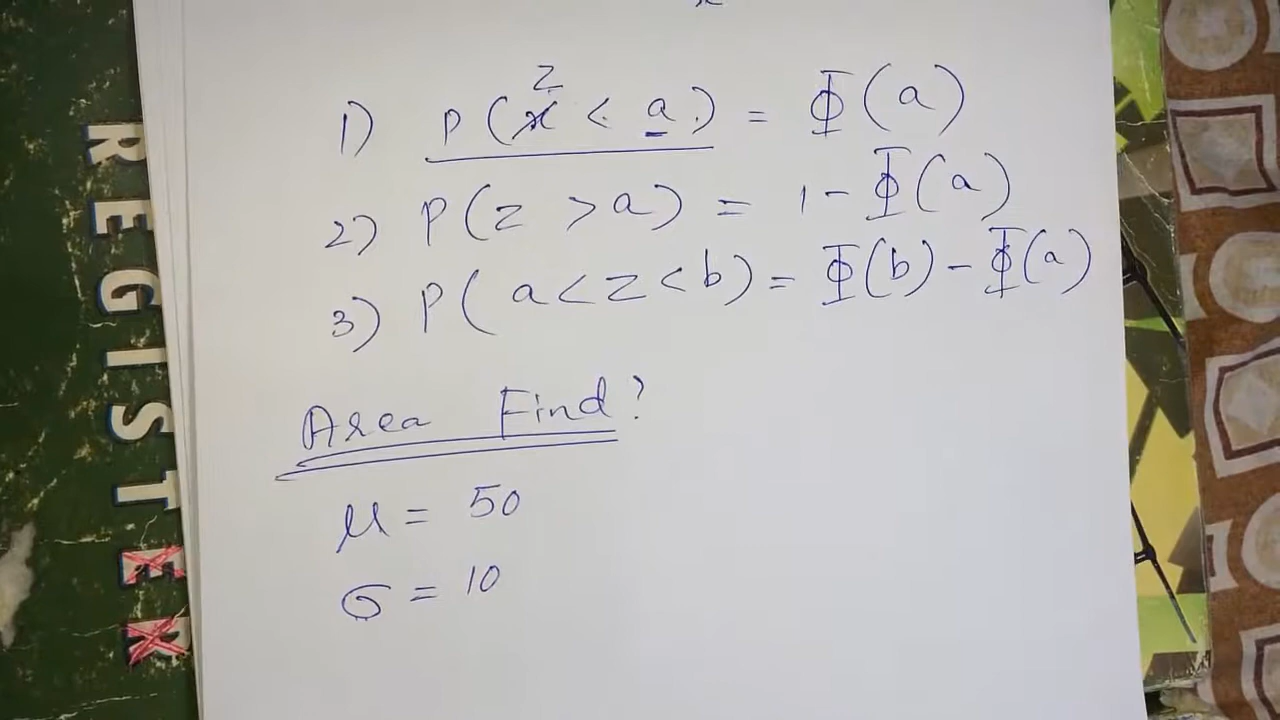 1) P(z < a) = Φ(a)
2) P(z > a) = 1 - Φ(a)
3) P(a < z < b) = Φ(b) - Φ(a)
Area Find?
μ = 50
σ = 10
REGISTER